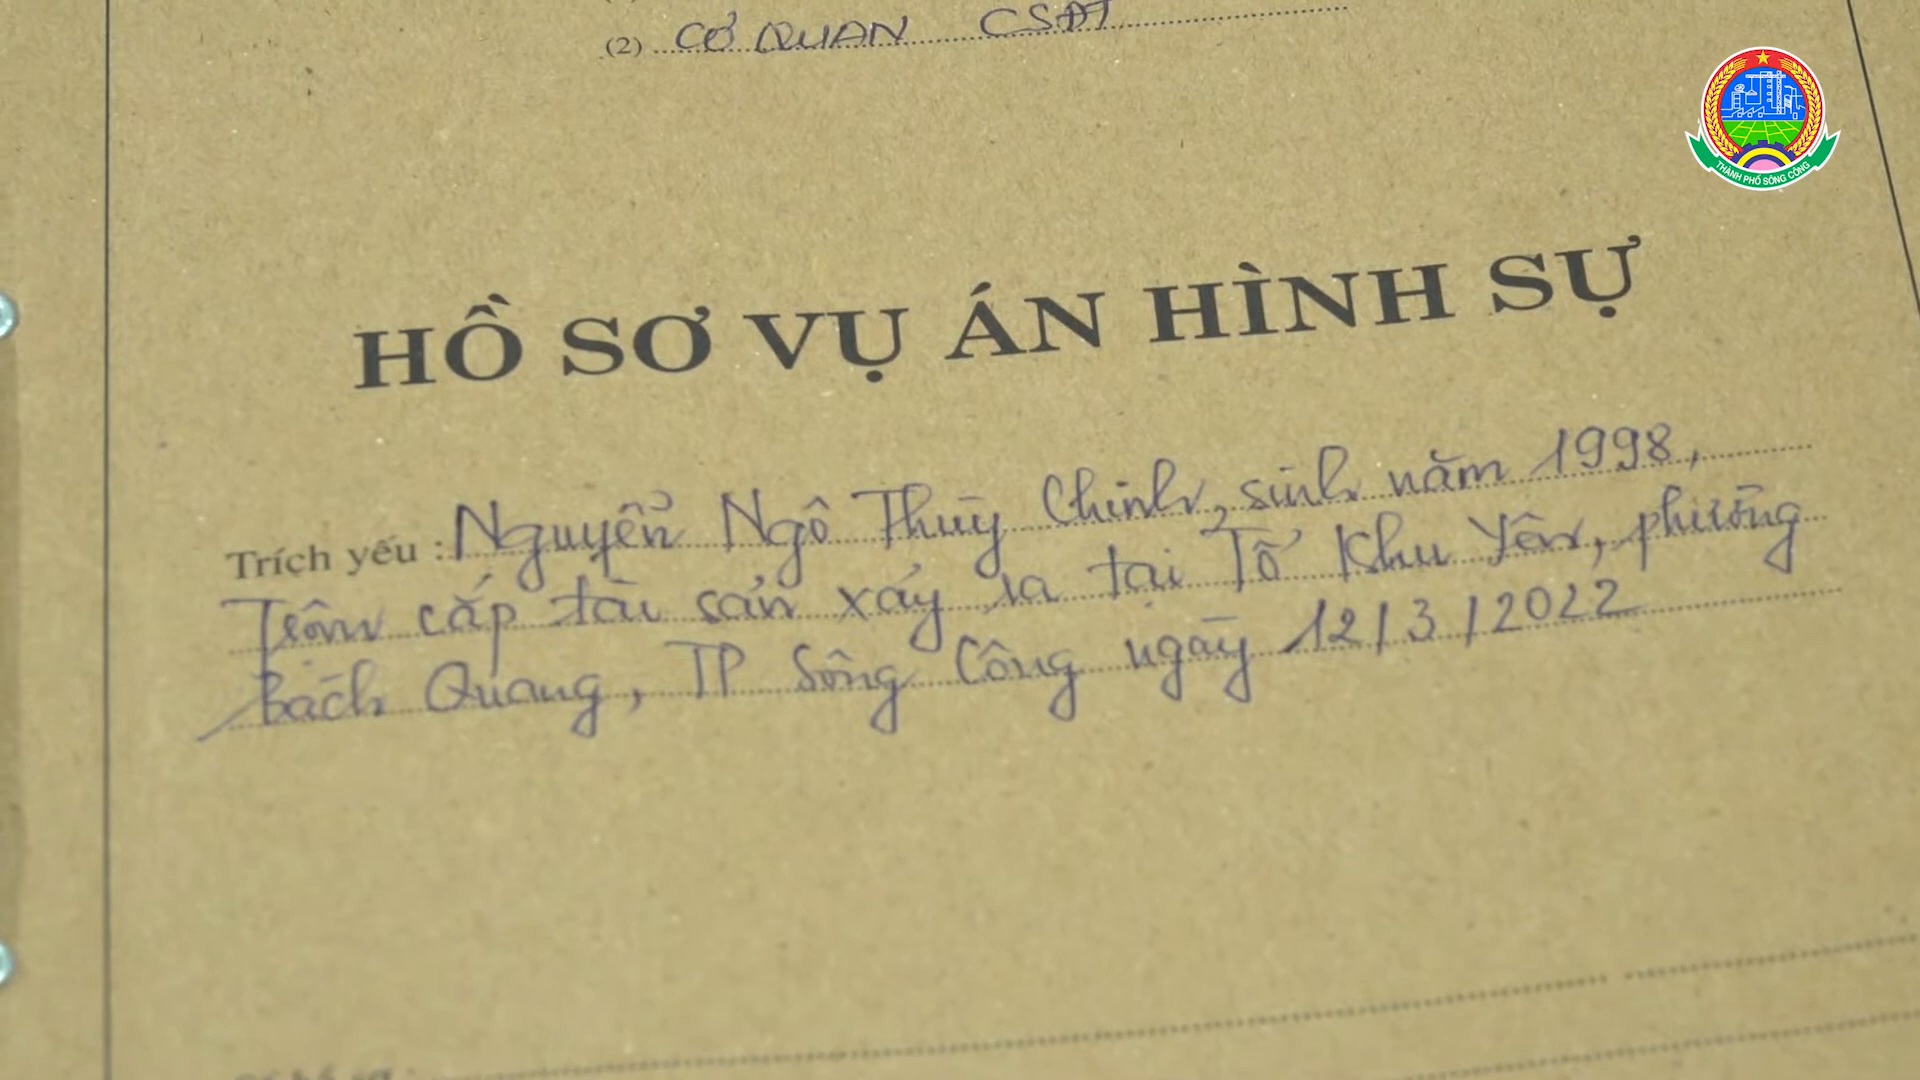 (2) CƠ QUAN CSĐT
THÀNH PHỐ SÔNG CÔNG
HỒ SƠ VỤ ÁN HÌNH SỰ
Trích yếu : Nguyễn Ngô Thùy Chinh, sinh năm 1998,
Trộm cắp tài sản xảy ra tại Tổ Khu Yên, phường
Bách Quang, TP Sông Công ngày 12/3/2022